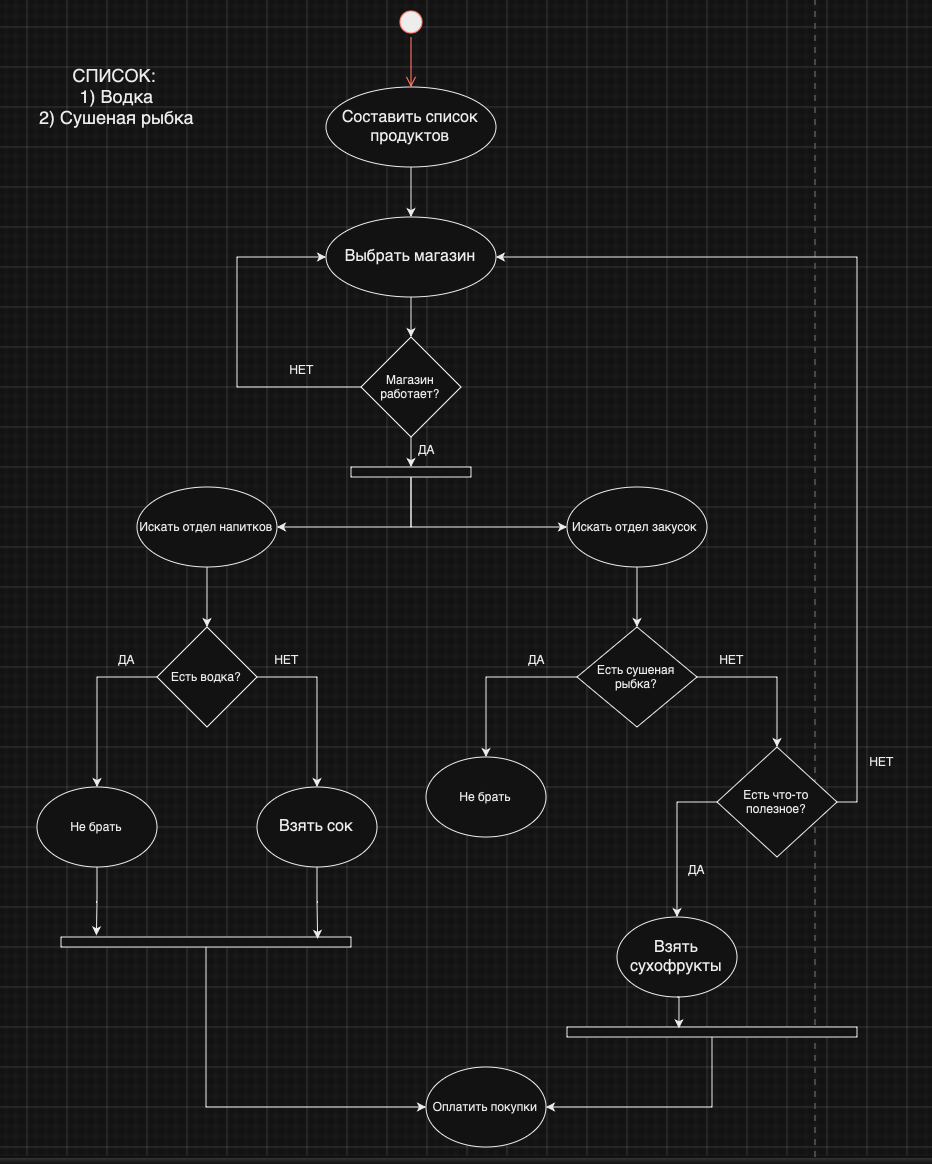 СПИСОК:
1) Водка
2) Сушеная рыбка
Составить список
продуктов
Выбрать магазин
НЕТ
Магазин
работает?
ДА
Искать отдел напитков
Искать отдел закусок
ДА
Есть водка?
НЕТ
ДА
Есть сушеная
рыбка?
НЕТ
Не брать
Взять сок
Не брать
Есть что-то
полезное?
НЕТ
ДА
Взять
сухофрукты
Оплатить покупки